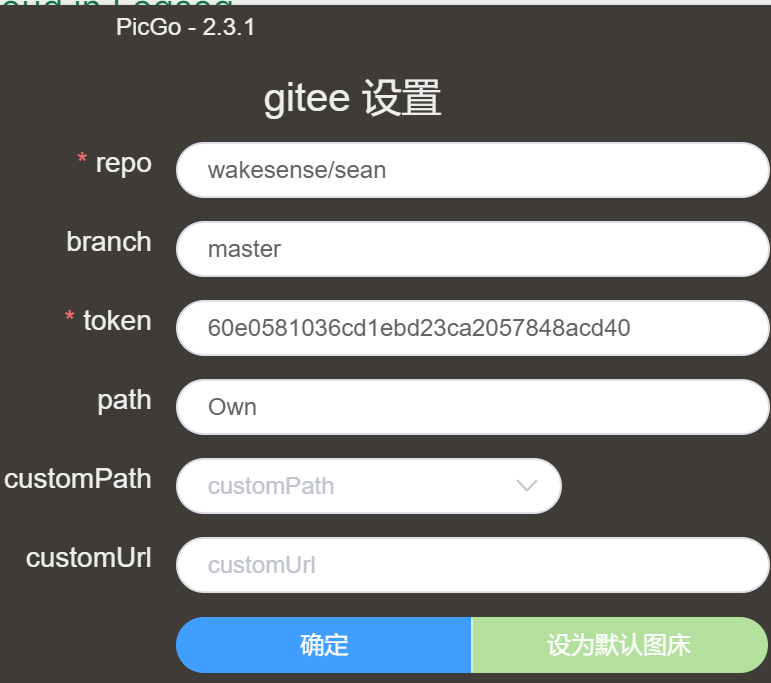 PicGo - 2.3.1
gitee 设置
* repo wakesense/sean
branch master
* token 60e0581036cd1ebd23ca2057848acd40
path Own
customPath customPath
customUrl customUrl
确定 设为默认图床